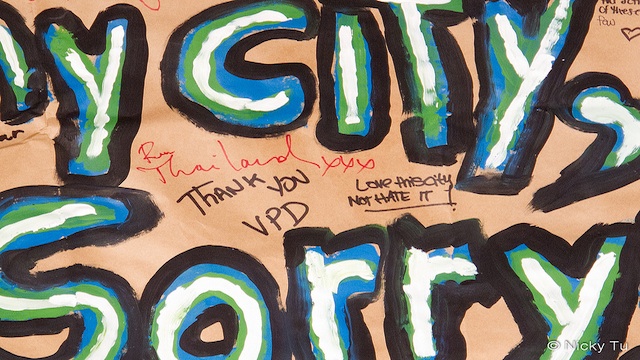 my CITY,
Thailand xxx
THANK YOU
VPD
Love this city
Not HATE IT
Sorry
© Nicky Tu